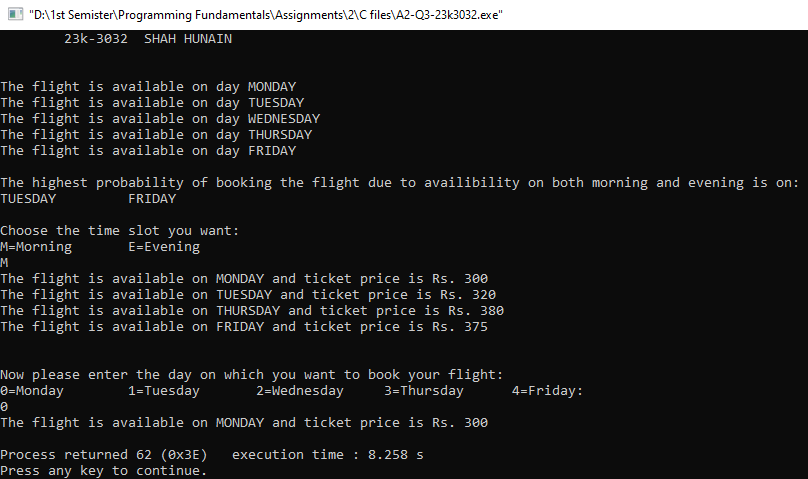 "D:\1st Semister\Programming Fundamentals\Assignments\2\C files\A2-Q3-23k3032.exe"
23k-3032  SHAH HUNAIN
The flight is available on day MONDAY
The flight is available on day TUESDAY
The flight is available on day WEDNESDAY
The flight is available on day THURSDAY
The flight is available on day FRIDAY
The highest probability of booking the flight due to availibility on both morning and evening is on:
TUESDAY         FRIDAY
Choose the time slot you want:
M=Morning       E=Evening
M
The flight is available on MONDAY and ticket price is Rs. 300
The flight is available on TUESDAY and ticket price is Rs. 320
The flight is available on THURSDAY and ticket price is Rs. 380
The flight is available on FRIDAY and ticket price is Rs. 375
Now please enter the day on which you want to book your flight:
0=Monday        1=Tuesday       2=Wednesday     3=Thursday      4=Friday:
0
The flight is available on MONDAY and ticket price is Rs. 300
Process returned 62 (0x3E)   execution time : 8.258 s
Press any key to continue.